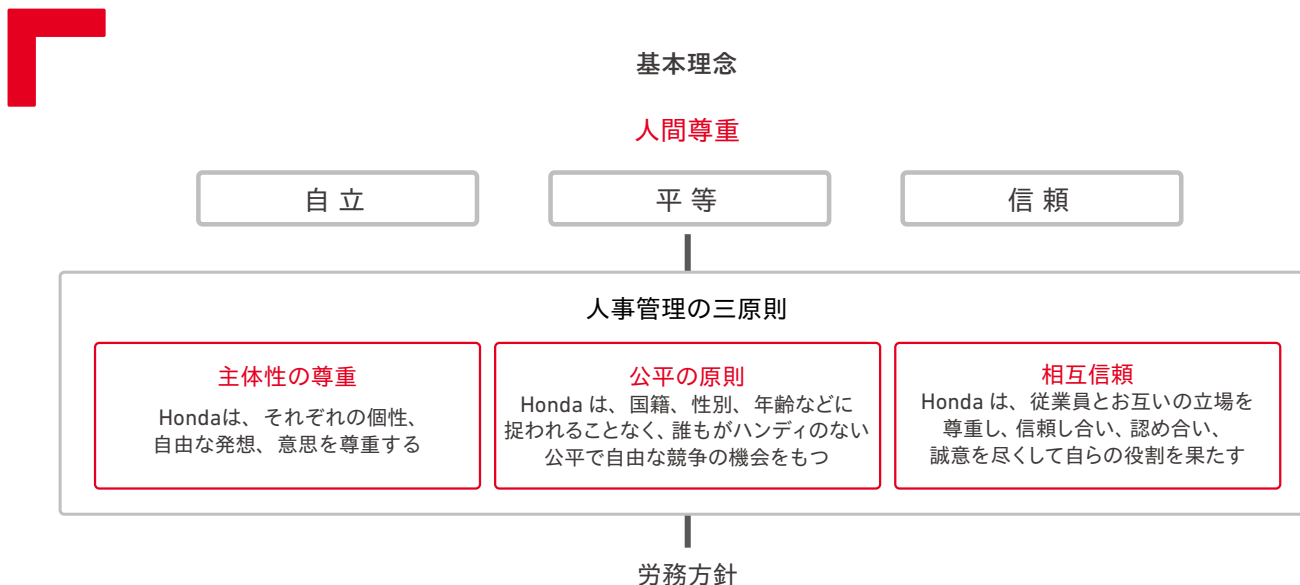 基本理念
人間尊重
自立
平等
信頼
人事管理の三原則
主体性の尊重
Hondaは、それぞれの個性、
自由な発想、意思を尊重する
公平の原則
Honda は、国籍、性別、年齢などに
捉われることなく、誰もがハンディのない
公平で自由な競争の機会をもつ
相互信頼
Honda は、従業員とお互いの立場を
尊重し、信頼し合い、認め合い、
誠意を尽くして自らの役割を果たす
労務方針